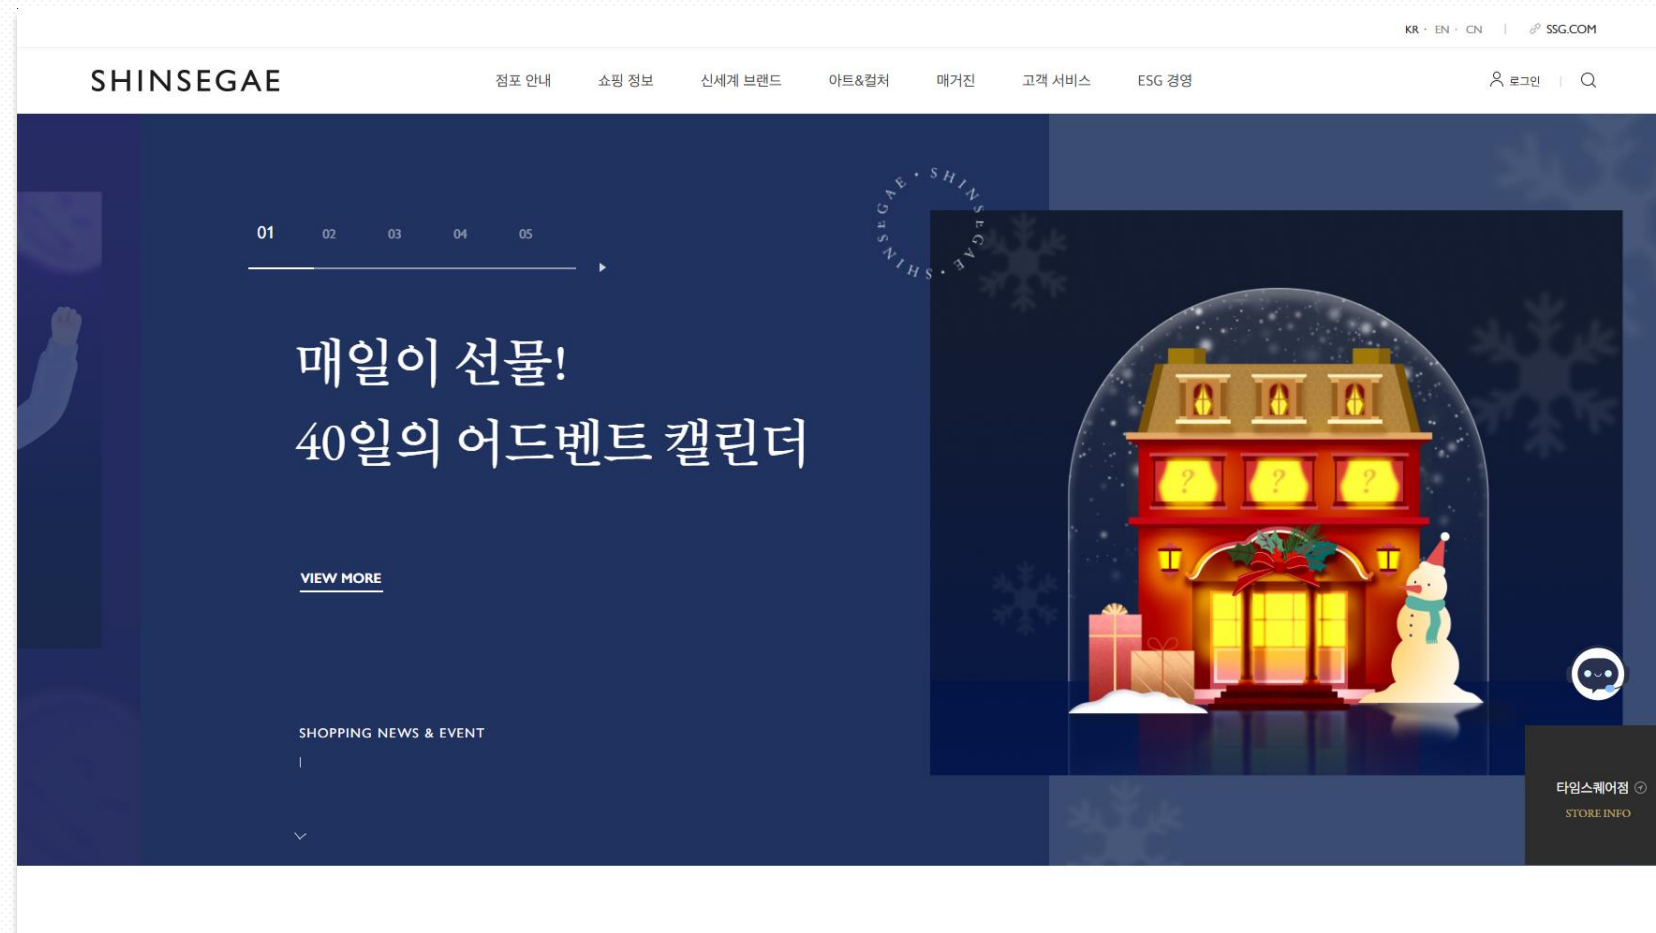 KR · EN · CN | SSG.COM
SHINSEGAE
점포 안내 쇼핑 정보 신세계 브랜드 아트&컬처 매거진 고객 서비스 ESG 경영
로그인
SHINSEGAE · SHINSEGAE ·
01 02 03 04 05
매일이 선물!
40일의 어드벤트 캘린더
? ? ?
VIEW MORE
SHOPPING NEWS & EVENT
타임스퀘어점
STORE INFO